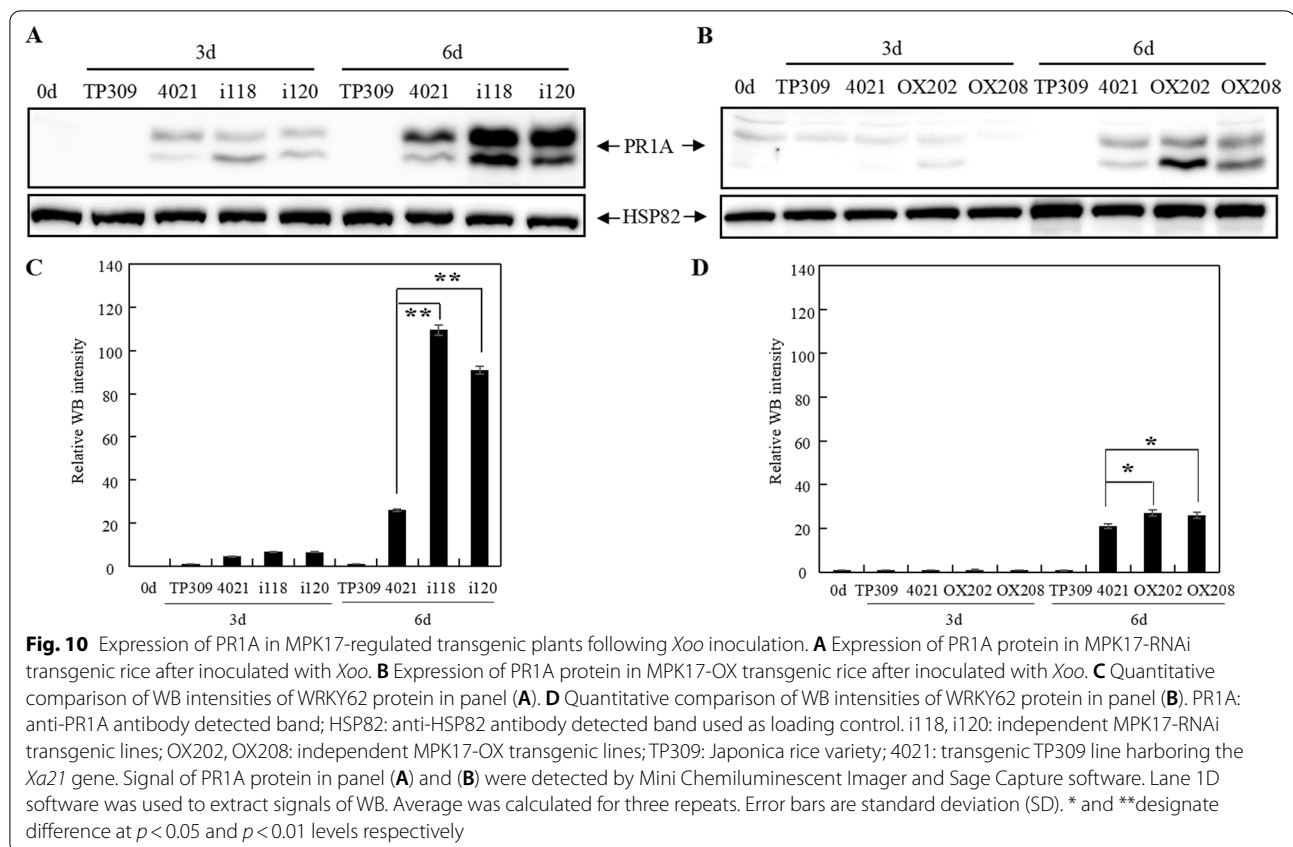 A
B
3d 6d
0d TP309 4021 i118 i120 TP309 4021 i118 i120
3d 6d
0d TP309 4021 OX202 OX208 TP309 4021 OX202 OX208
PR1A
HSP82
C
D
Relative WB intensity
140
120
100
80
60
40
20
0
** **
0d TP309 4021 i118 i120 TP309 4021 i118 i120
3d 6d
Relative WB intensity
140
120
100
80
60
40
20
0
* *
0d TP309 4021 OX202 OX208 TP309 4021 OX202 OX208
3d 6d
Fig. 10 Expression of PR1A in MPK17-regulated transgenic plants following Xoo inoculation. A Expression of PR1A protein in MPK17-RNAi
transgenic rice after inoculated with Xoo. B Expression of PR1A protein in MPK17-OX transgenic rice after inoculated with Xoo. C Quantitative
comparison of WB intensities of WRKY62 protein in panel (A). D Quantitative comparison of WB intensities of WRKY62 protein in panel (B). PR1A:
anti-PR1A antibody detected band; HSP82: anti-HSP82 antibody detected band used as loading control. i118, i120: independent MPK17-RNAi
transgenic lines; OX202, OX208: independent MPK17-OX transgenic lines; TP309: Japonica rice variety; 4021: transgenic TP309 line harboring the
Xa21 gene. Signal of PR1A protein in panel (A) and (B) were detected by Mini Chemiluminescent Imager and Sage Capture software. Lane 1D
software was used to extract signals of WB. Average was calculated for three repeats. Error bars are standard deviation (SD). * and **designate
difference at p < 0.05 and p < 0.01 levels respectively